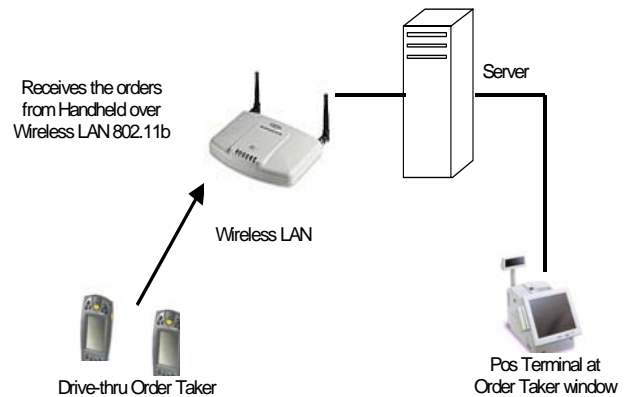 Receives the orders
from Handheld over
Wireless LAN 802.11b
Server
Wireless LAN
Drive-thru Order Taker
Pos Terminal at
Order Taker window